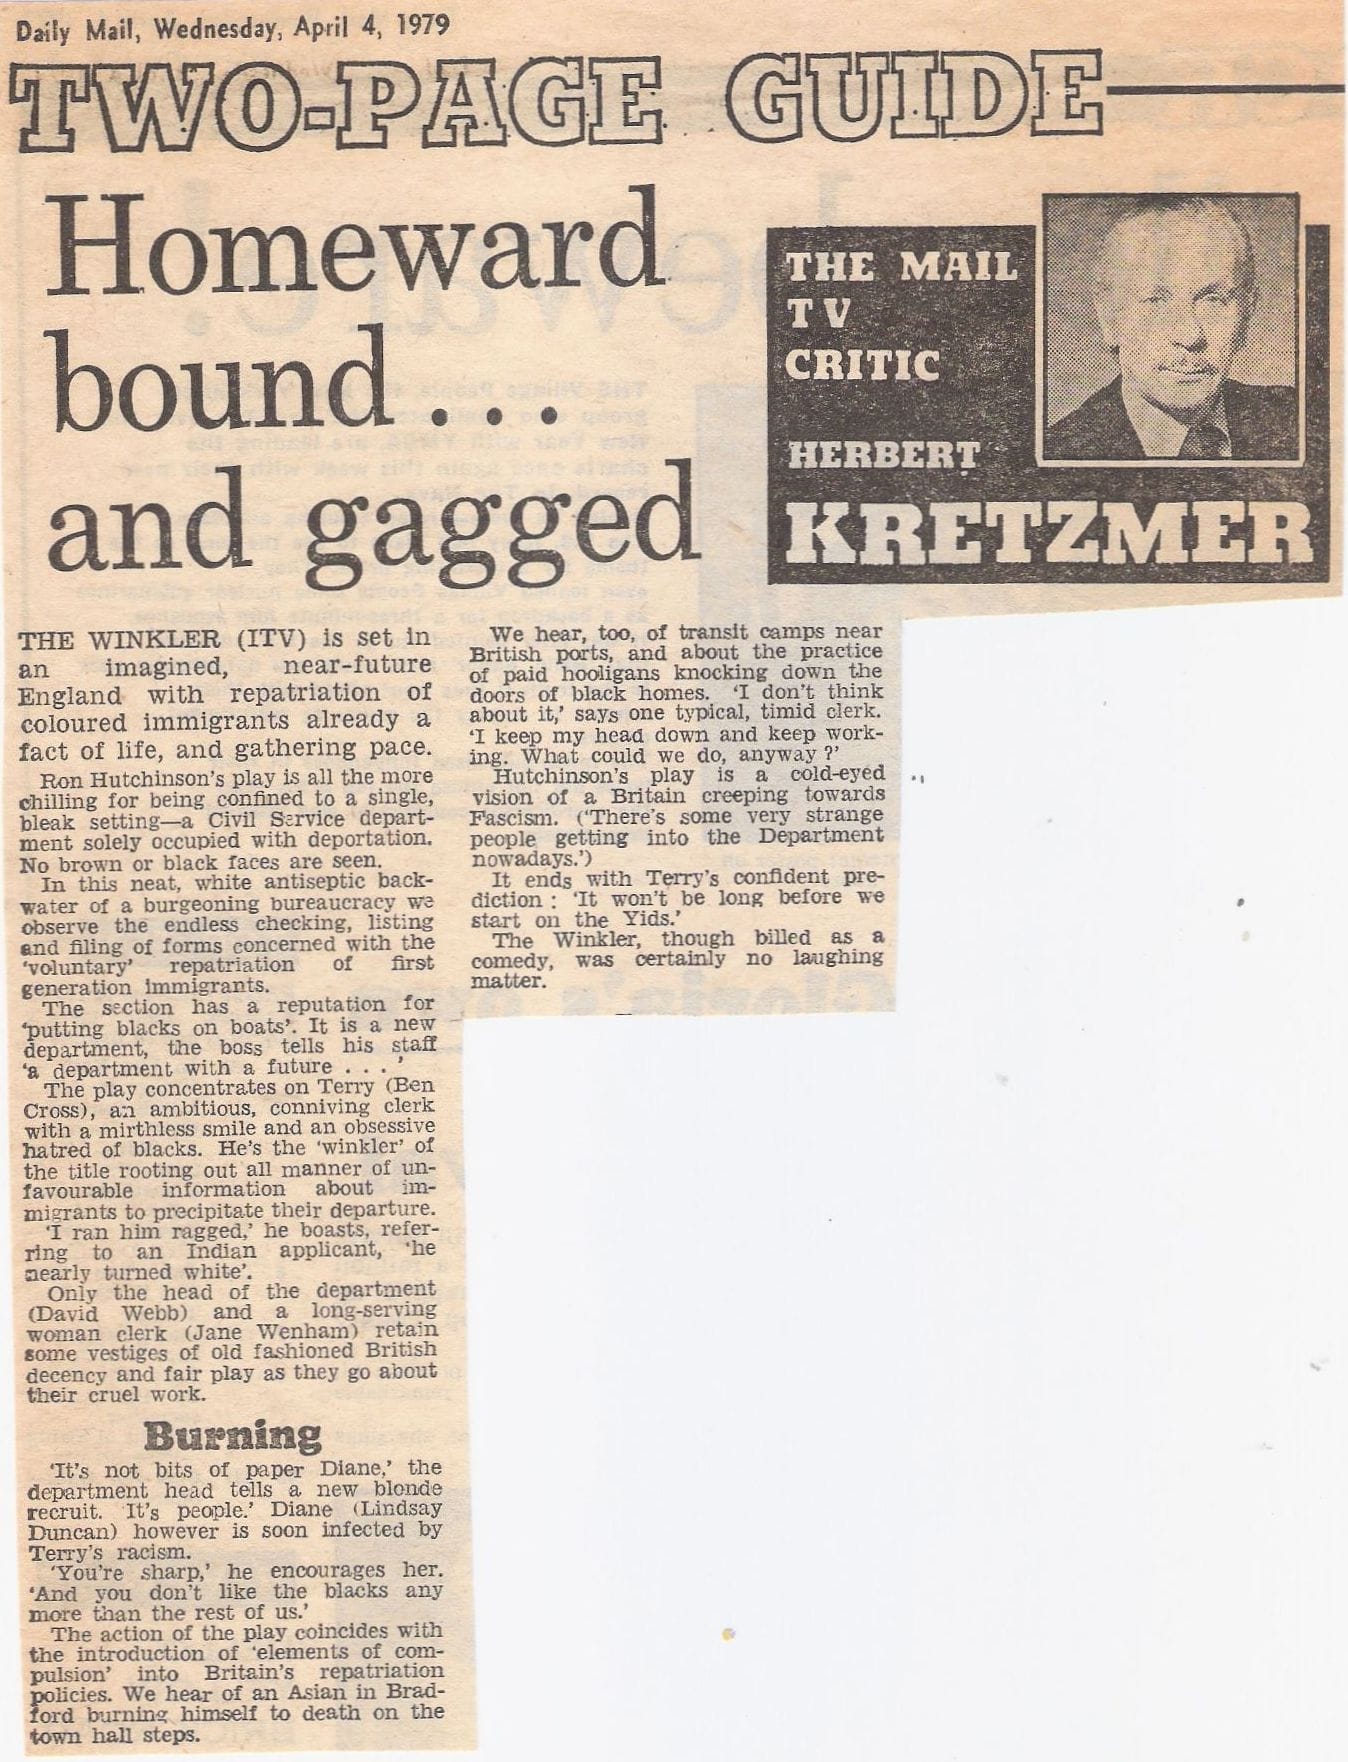 Daily Mail, Wednesday, April 4, 1979
TWO-PAGE GUIDE
Homeward
bound . . .
and gagged
THE MAIL
TV
CRITIC
HERBERT
KRETZMER
THE WINKLER (ITV) is set in
an imagined, near-future
England with repatriation of
coloured immigrants already a
fact of life, and gathering pace.
Ron Hutchinson's play is all the more
chilling for being confined to a single,
bleak setting—a Civil Service depart-
ment solely occupied with deportation.
No brown or black faces are seen.
In this neat, white antiseptic back-
water of a burgeoning bureaucracy we
observe the endless checking, listing
and filing of forms concerned with the
'voluntary' repatriation of first
generation immigrants.
The section has a reputation for
'putting blacks on boats'. It is a new
department, the boss tells his staff
'a department with a future . . . '
The play concentrates on Terry (Ben
Cross), an ambitious, conniving clerk
with a mirthless smile and an obsessive
hatred of blacks. He's the 'winkler' of
the title rooting out all manner of un-
favourable information about im-
migrants to precipitate their departure.
'I ran him ragged,' he boasts, refer-
ring to an Indian applicant, 'he
nearly turned white'.
Only the head of the department
(David Webb) and a long-serving
woman clerk (Jane Wenham) retain
some vestiges of old fashioned British
decency and fair play as they go about
their cruel work.
Burning
'It's not bits of paper Diane,' the
department head tells a new blonde
recruit. 'It's people.' Diane (Lindsay
Duncan) however is soon infected by
Terry's racism.
'You're sharp,' he encourages her.
'And you don't like the blacks any
more than the rest of us.'
The action of the play coincides with
the introduction of 'elements of com-
pulsion' into Britain's repatriation
policies. We hear of an Asian in Brad-
ford burning himself to death on the
town hall steps.
We hear, too, of transit camps near
British ports, and about the practice
of paid hooligans knocking down the
doors of black homes. 'I don't think
about it,' says one typical, timid clerk.
'I keep my head down and keep work-
ing. What could we do, anyway ?'
Hutchinson's play is a cold-eyed
vision of a Britain creeping towards
Fascism. ('There's some very strange
people getting into the Department
nowadays.')
It ends with Terry's confident pre-
diction : 'It won't be long before we
start on the Yids.'
The Winkler, though billed as a
comedy, was certainly no laughing
matter.